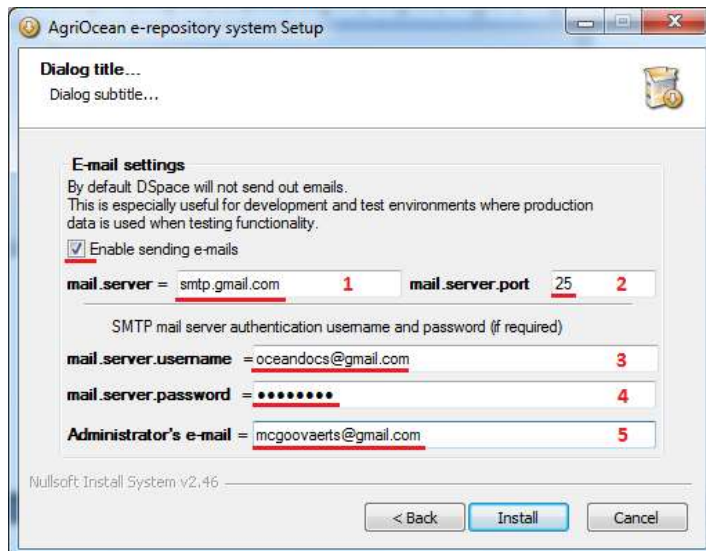 AgriOcean e-repository system Setup
Dialog title...
Dialog subtitle...
E-mail settings
By default DSpace will not send out emails.
This is especially useful for development and test environments where production
data is used when testing functionality.
Enable sending e-mails
mail.server = smtp.gmail.com 1 mail.server.port 25 2
SMTP mail server authentication username and password (if required)
mail.server.username = oceandocs@gmail.com 3
mail.server.password = ●●●●●●●● 4
Administrator's e-mail = mcgoovaerts@gmail.com 5
Nullsoft Install System v2.46
< Back Install Cancel